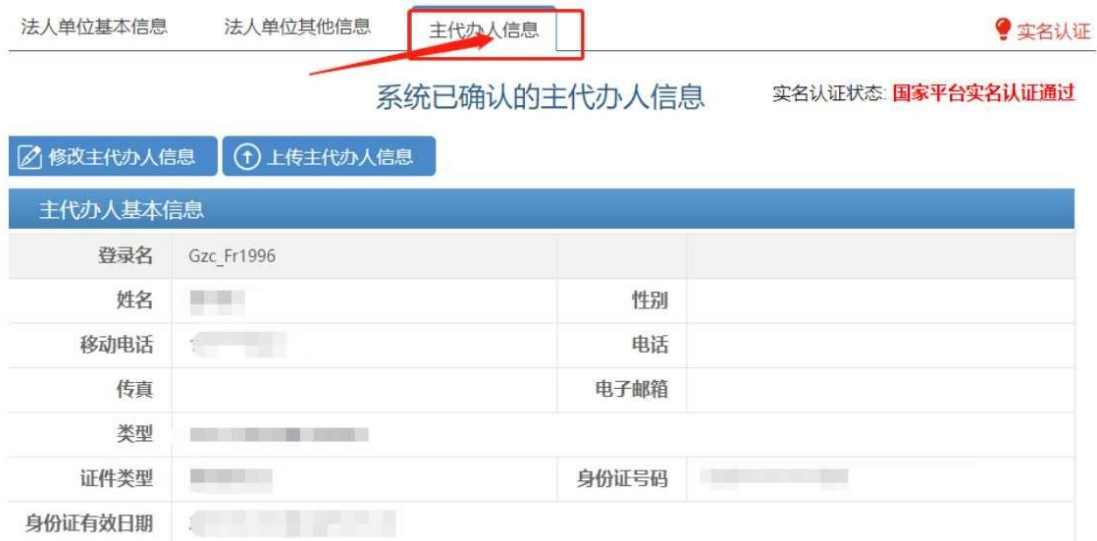 法人单位基本信息 法人单位其他信息 主代办人信息 实名认证
系统已确认的主代办人信息 实名认证状态: 国家平台实名认证通过
修改主代办人信息 上传主代办人信息
主代办人基本信息
登录名 Gzc_Fr1996
姓名 性别
移动电话 电话
传真 电子邮箱
类型
证件类型 身份证号码
身份证有效日期